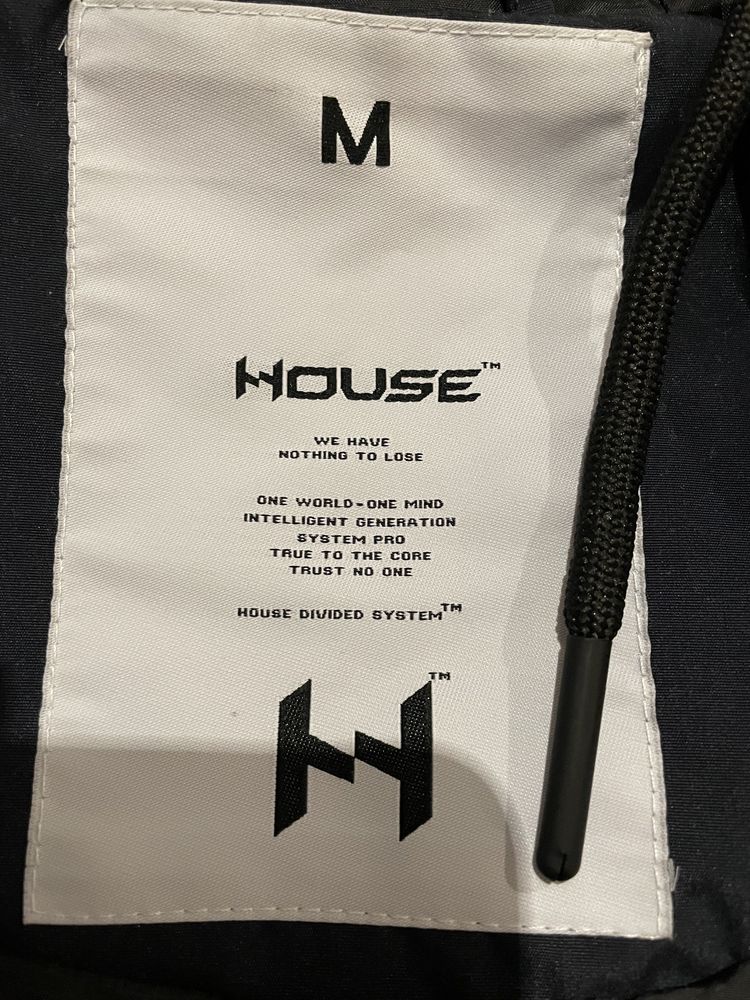 M
HOUSE™
WE HAVE
NOTHING TO LOSE
ONE WORLD-ONE MIND
INTELLIGENT GENERATION
SYSTEM PRO
TRUE TO THE CORE
TRUST NO ONE
HOUSE DIVIDED SYSTEM™
H™